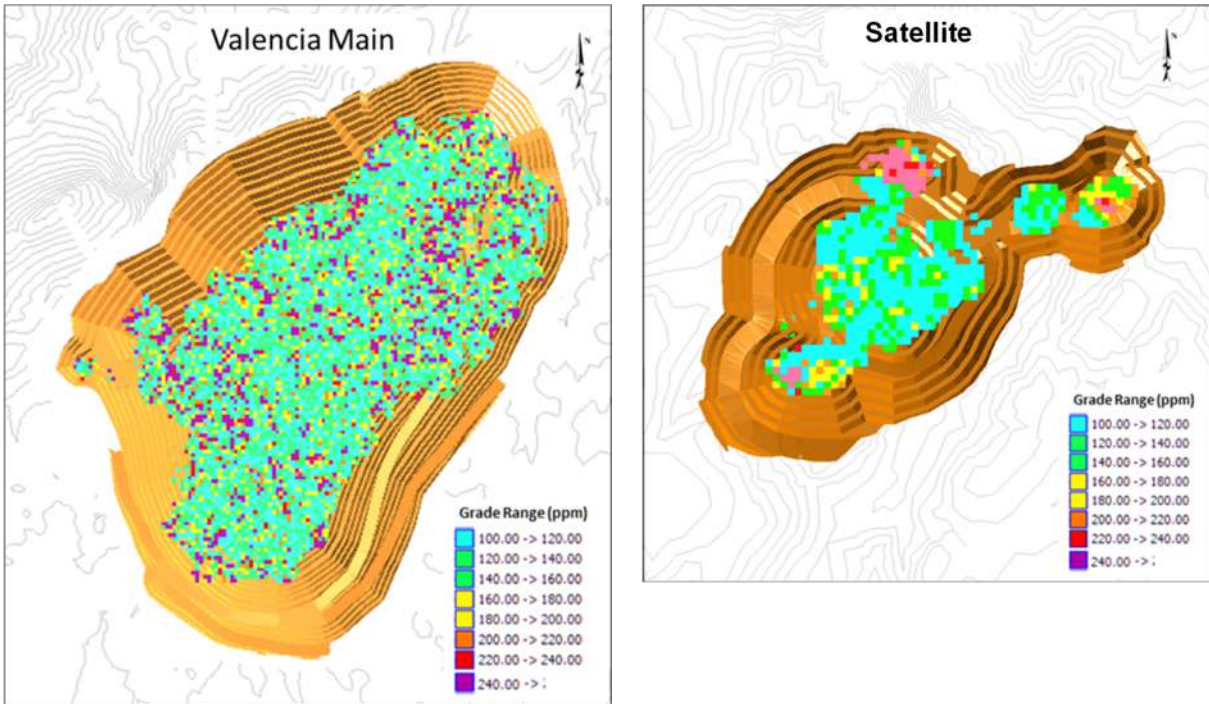 Valencia Main
N
Grade Range (ppm)
100.00 -> 120.00
120.00 -> 140.00
140.00 -> 160.00
160.00 -> 180.00
180.00 -> 200.00
200.00 -> 220.00
220.00 -> 240.00
240.00 -> :
Satellite
N
Grade Range (ppm)
100.00 -> 120.00
120.00 -> 140.00
140.00 -> 160.00
160.00 -> 180.00
180.00 -> 200.00
200.00 -> 220.00
220.00 -> 240.00
240.00 -> :